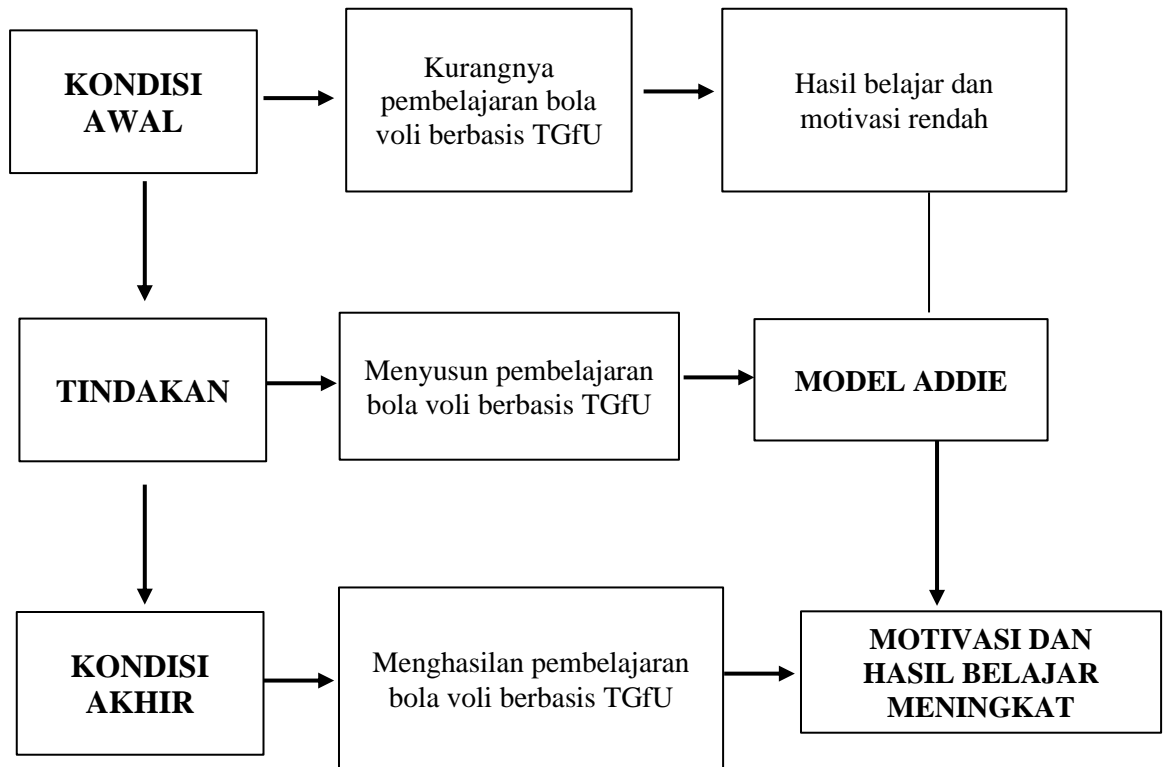 KONDISI
AWAL
Kurangnya
pembelajaran bola
voli berbasis TGfU
Hasil belajar dan
motivasi rendah
TINDAKAN
Menyusun pembelajaran
bola voli berbasis TGfU
MODEL ADDIE
KONDISI
AKHIR
Menghasilan pembelajaran
bola voli berbasis TGfU
MOTIVASI DAN
HASIL BELAJAR
MENINGKAT